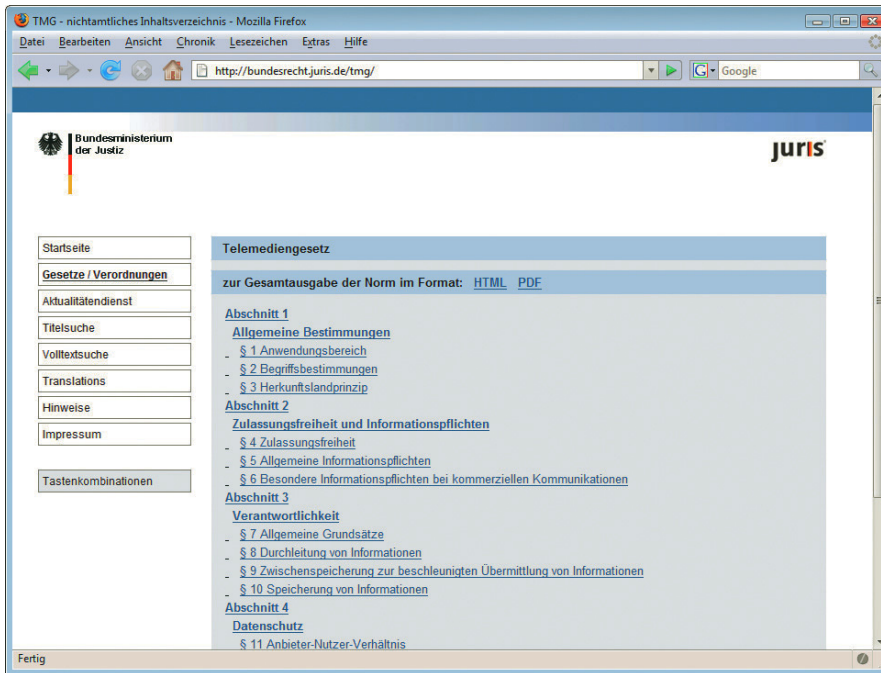 TMG - nichtamtliches Inhaltsverzeichnis - Mozilla Firefox
Datei Bearbeiten Ansicht Chronik Lesezeichen Extras Hilfe
http://bundesrecht.juris.de/tmg/
G Google
Bundesministerium
der Justiz
juris
Startseite
Gesetze / Verordnungen
Aktualitätendienst
Titelsuche
Volltextsuche
Translations
Hinweise
Impressum
Tastenkombinationen
Telemediengesetz
zur Gesamtausgabe der Norm im Format: HTML PDF
Abschnitt 1
Allgemeine Bestimmungen
§ 1 Anwendungsbereich
§ 2 Begriffsbestimmungen
§ 3 Herkunftslandprinzip
Abschnitt 2
Zulassungsfreiheit und Informationspflichten
§ 4 Zulassungsfreiheit
§ 5 Allgemeine Informationspflichten
§ 6 Besondere Informationspflichten bei kommerziellen Kommunikationen
Abschnitt 3
Verantwortlichkeit
§ 7 Allgemeine Grundsätze
§ 8 Durchleitung von Informationen
§ 9 Zwischenspeicherung zur beschleunigten Übermittlung von Informationen
§ 10 Speicherung von Informationen
Abschnitt 4
Datenschutz
§ 11 Anbieter-Nutzer-Verhältnis
Fertig